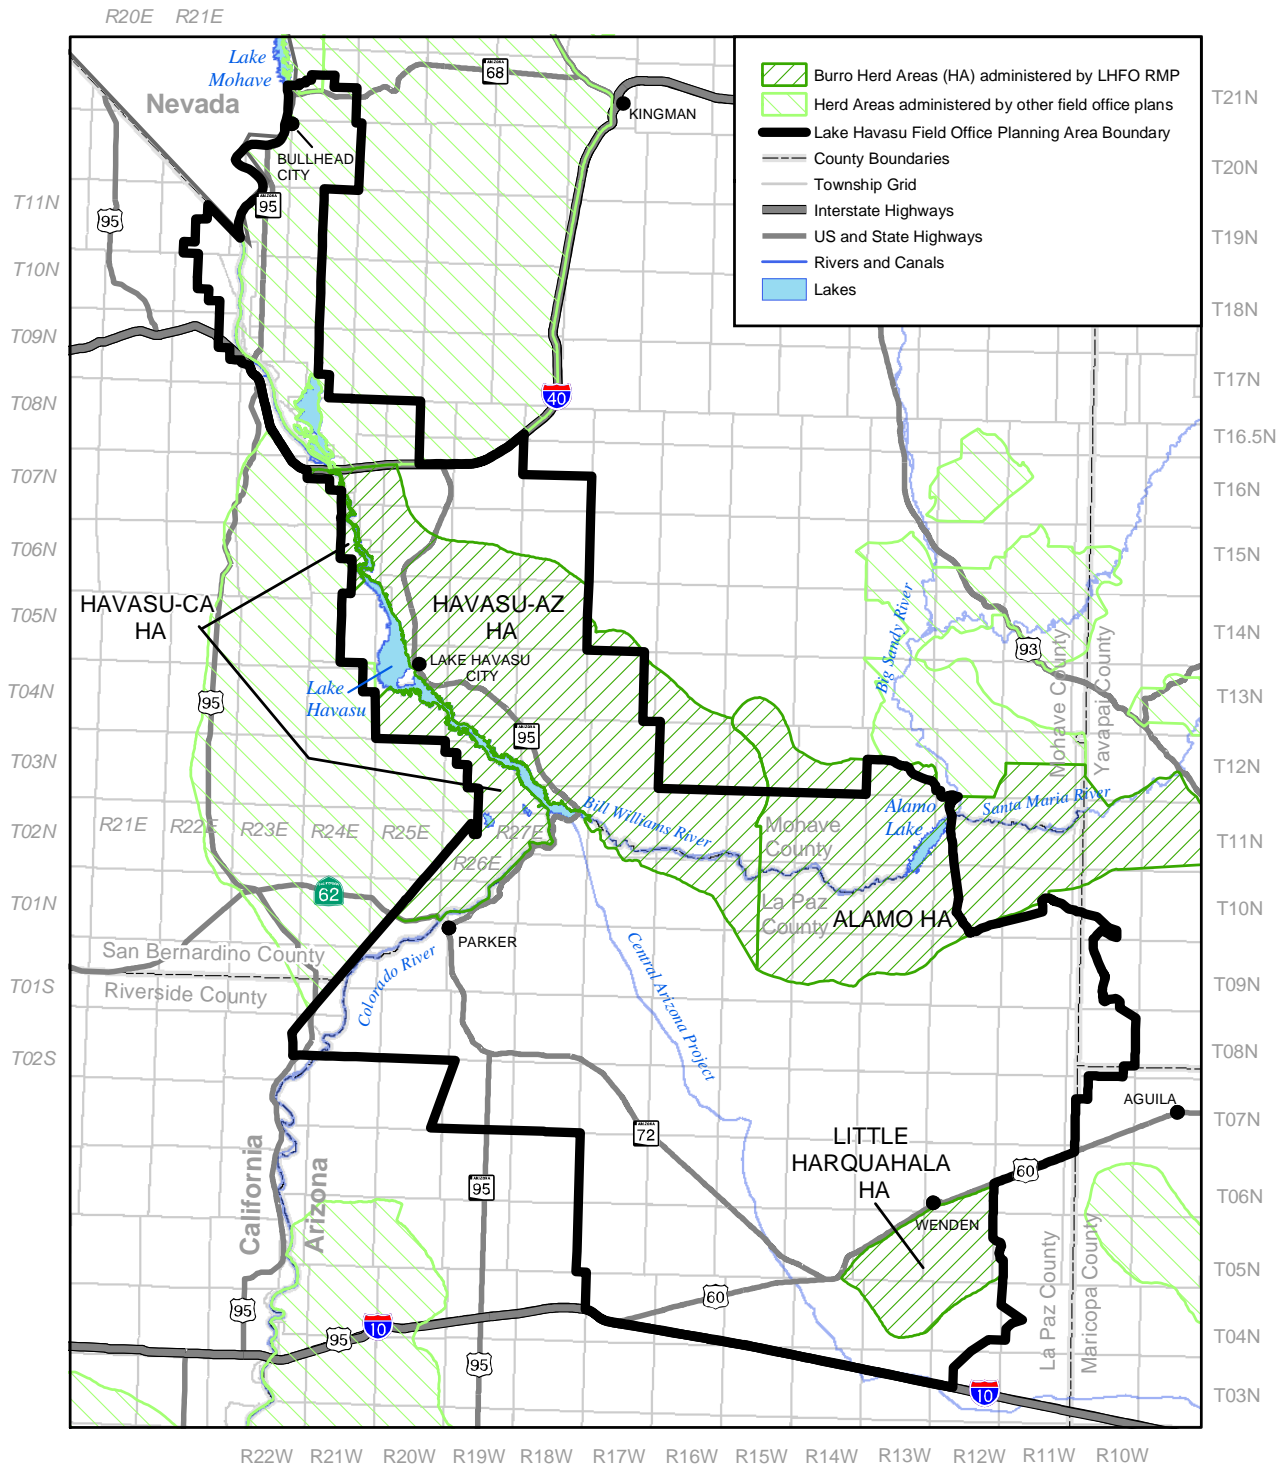 R20E R21E
Lake
Mohave
Nevada
ARIZONA
68
KINGMAN
BULLHEAD
CITY
ARIZONA
95
95
Burro Herd Areas (HA) administered by LHFO RMP
Herd Areas administered by other field office plans
Lake Havasu Field Office Planning Area Boundary
County Boundaries
Township Grid
Interstate Highways
US and State Highways
Rivers and Canals
Lakes
T21N
T20N
T19N
T18N
T17N
T16.5N
T16N
T15N
T14N
T13N
T12N
T11N
T10N
T09N
T08N
T07N
T06N
T05N
T04N
T03N
T11N
T10N
T09N
T08N
T07N
T06N
T05N
T04N
T03N
T02N
T01N
T01S
T02S
40
HAVASU-CA
HA
HAVASU-AZ
HA
LAKE HAVASU
CITY
Lake
Havasu
95
ARIZONA
95
Big Sandy River
93
Mohave County
Yavapai County
Santa Maria River
Alamo
Lake
Bill Williams River
Mohave
County
La Paz
County
ALAMO HA
R21E R22E R23E R24E R25E R26E R27E
62
San Bernardino County
Riverside County
PARKER
Colorado River
Central Arizona Project
California
Arizona
ARIZONA
72
ARIZONA
95
LITTLE
HARQUAHALA
HA
WENDEN
AGUILA
60
60
La Paz County
Maricopa County
95
95
10
95
10
R22W R21W R20W R19W R18W R17W R16W R15W R14W R13W R12W R11W R10W